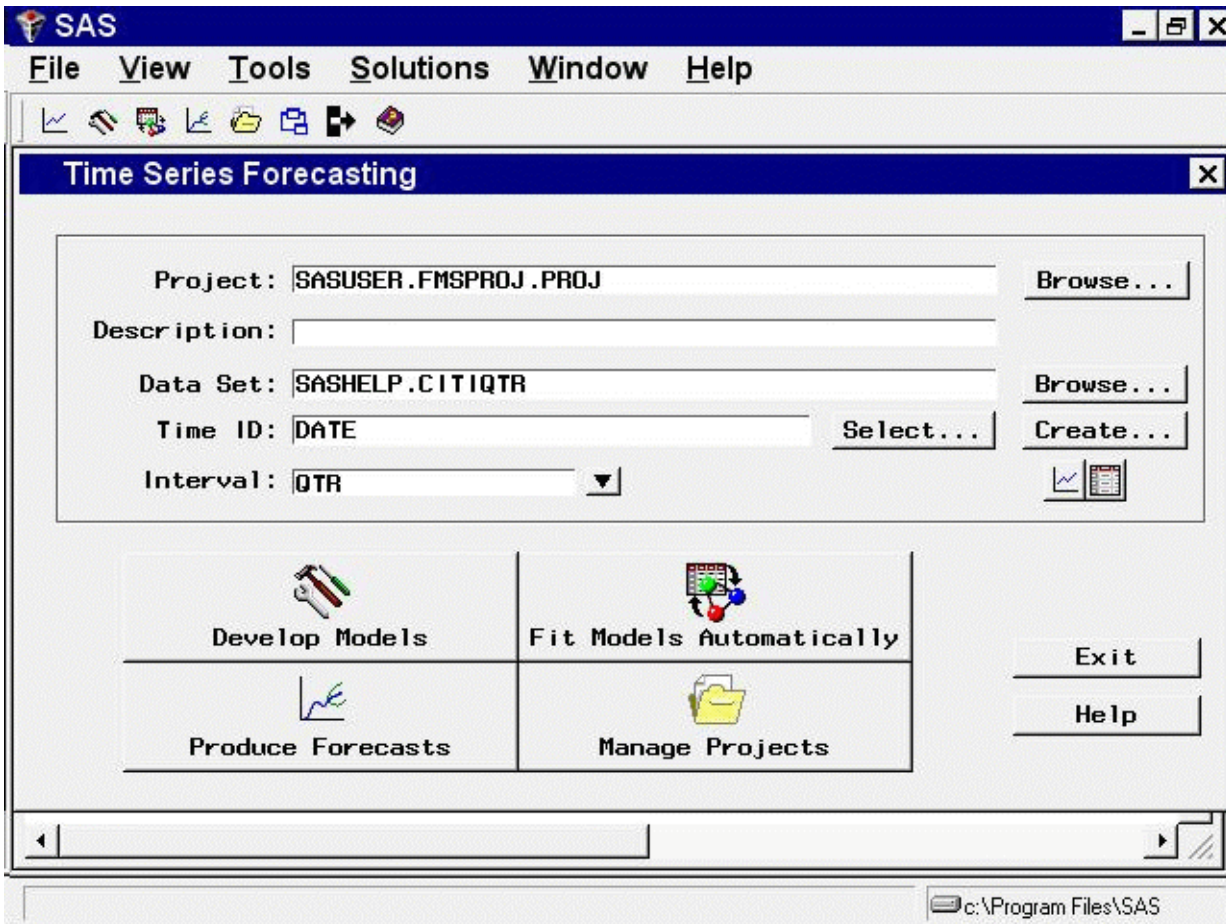 SAS
File View Tools Solutions Window Help
Time Series Forecasting
Project: SASUSER.FMSPROJ.PROJ Browse...
Description:
Data Set: SASHELP.CITIQTR Browse...
Time ID: DATE Select... Create...
Interval: QTR
Develop Models Fit Models Automatically
Exit
Produce Forecasts Manage Projects
Help
c:\Program Files\SAS